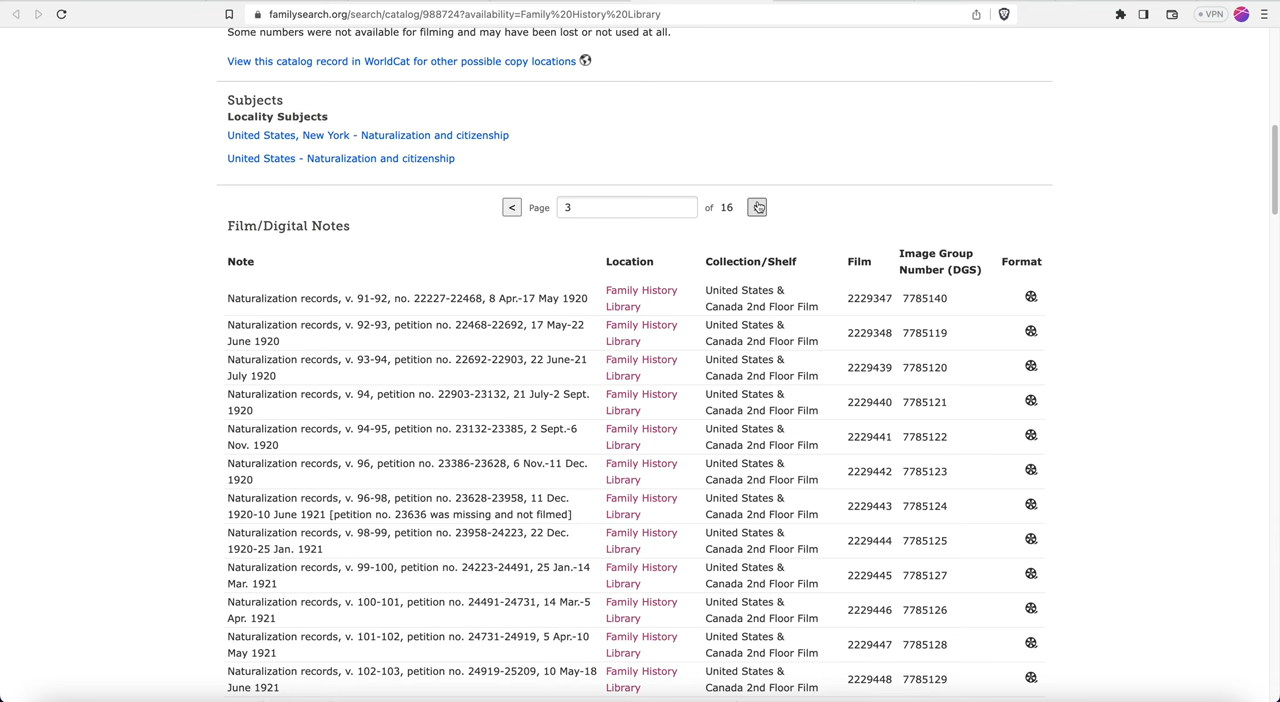 familysearch.org/search/catalog/988724?availability=Family%20History%20Library
VPN
Some numbers were not available for filming and may have been lost or not used at all.
View this catalog record in WorldCat for other possible copy locations
Subjects
Locality Subjects
United States, New York - Naturalization and citizenship
United States - Naturalization and citizenship
< Page 3 of 16
Film/Digital Notes
Note Location Collection/Shelf Film Image Group Number (DGS) Format
Naturalization records, v. 91-92, no. 22227-22468, 8 Apr.-17 May 1920 Family History Library United States & Canada 2nd Floor Film 2229347 7785140
Naturalization records, v. 92-93, petition no. 22468-22692, 17 May-22 June 1920 Family History Library United States & Canada 2nd Floor Film 2229348 7785119
Naturalization records, v. 93-94, petition no. 22692-22903, 22 June-21 July 1920 Family History Library United States & Canada 2nd Floor Film 2229439 7785120
Naturalization records, v. 94, petition no. 22903-23132, 21 July-2 Sept. 1920 Family History Library United States & Canada 2nd Floor Film 2229440 7785121
Naturalization records, v. 94-95, petition no. 23132-23385, 2 Sept.-6 Nov. 1920 Family History Library United States & Canada 2nd Floor Film 2229441 7785122
Naturalization records, v. 96, petition no. 23386-23628, 6 Nov.-11 Dec. 1920 Family History Library United States & Canada 2nd Floor Film 2229442 7785123
Naturalization records, v. 96-98, petition no. 23628-23958, 11 Dec. 1920-10 June 1921 [petition no. 23636 was missing and not filmed] Family History Library United States & Canada 2nd Floor Film 2229443 7785124
Naturalization records, v. 98-99, petition no. 23958-24223, 22 Dec. 1920-25 Jan. 1921 Family History Library United States & Canada 2nd Floor Film 2229444 7785125
Naturalization records, v. 99-100, petition no. 24223-24491, 25 Jan.-14 Mar. 1921 Family History Library United States & Canada 2nd Floor Film 2229445 7785127
Naturalization records, v. 100-101, petition no. 24491-24731, 14 Mar.-5 Apr. 1921 Family History Library United States & Canada 2nd Floor Film 2229446 7785126
Naturalization records, v. 101-102, petition no. 24731-24919, 5 Apr.-10 May 1921 Family History Library United States & Canada 2nd Floor Film 2229447 7785128
Naturalization records, v. 102-103, petition no. 24919-25209, 10 May-18 June 1921 Family History Library United States & Canada 2nd Floor Film 2229448 7785129